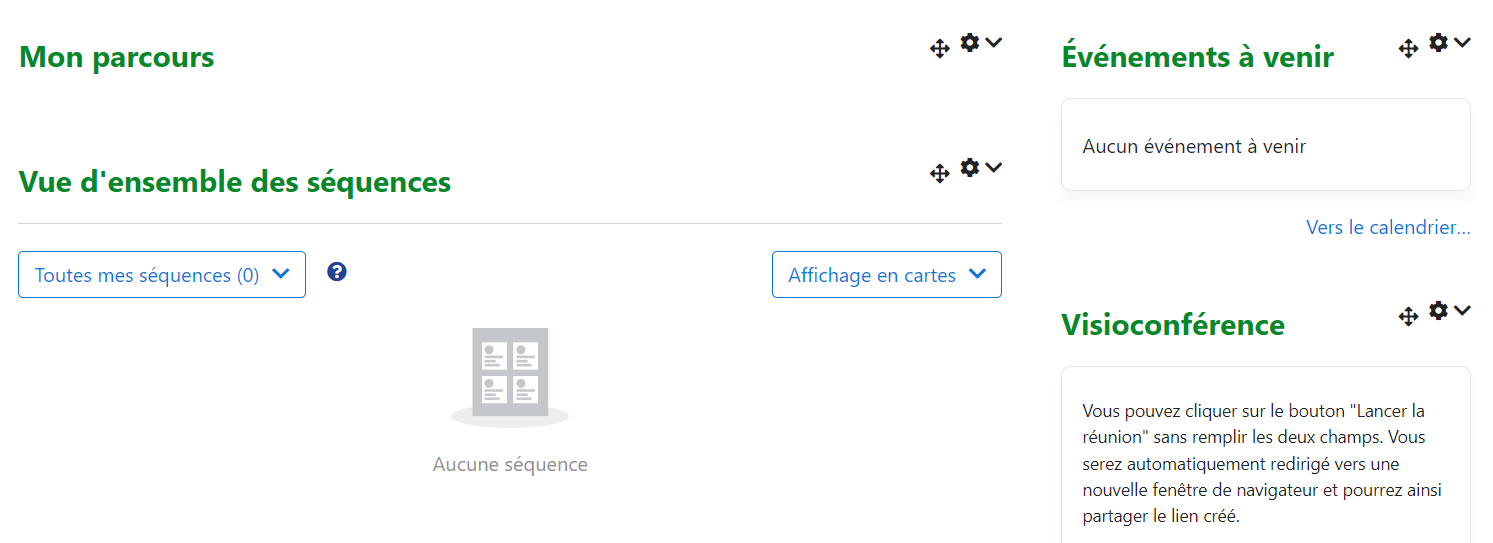 Mon parcours
Vue d'ensemble des séquences
Toutes mes séquences (0)
Affichage en cartes
Aucune séquence
Événements à venir
Aucun événement à venir
Vers le calendrier...
Visioconférence
Vous pouvez cliquer sur le bouton "Lancer la
réunion" sans remplir les deux champs. Vous
serez automatiquement redirigé vers une
nouvelle fenêtre de navigateur et pourrez ainsi
partager le lien créé.